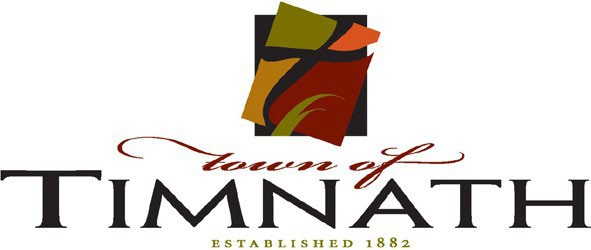 town of
TIMNATH
ESTABLISHED 1882